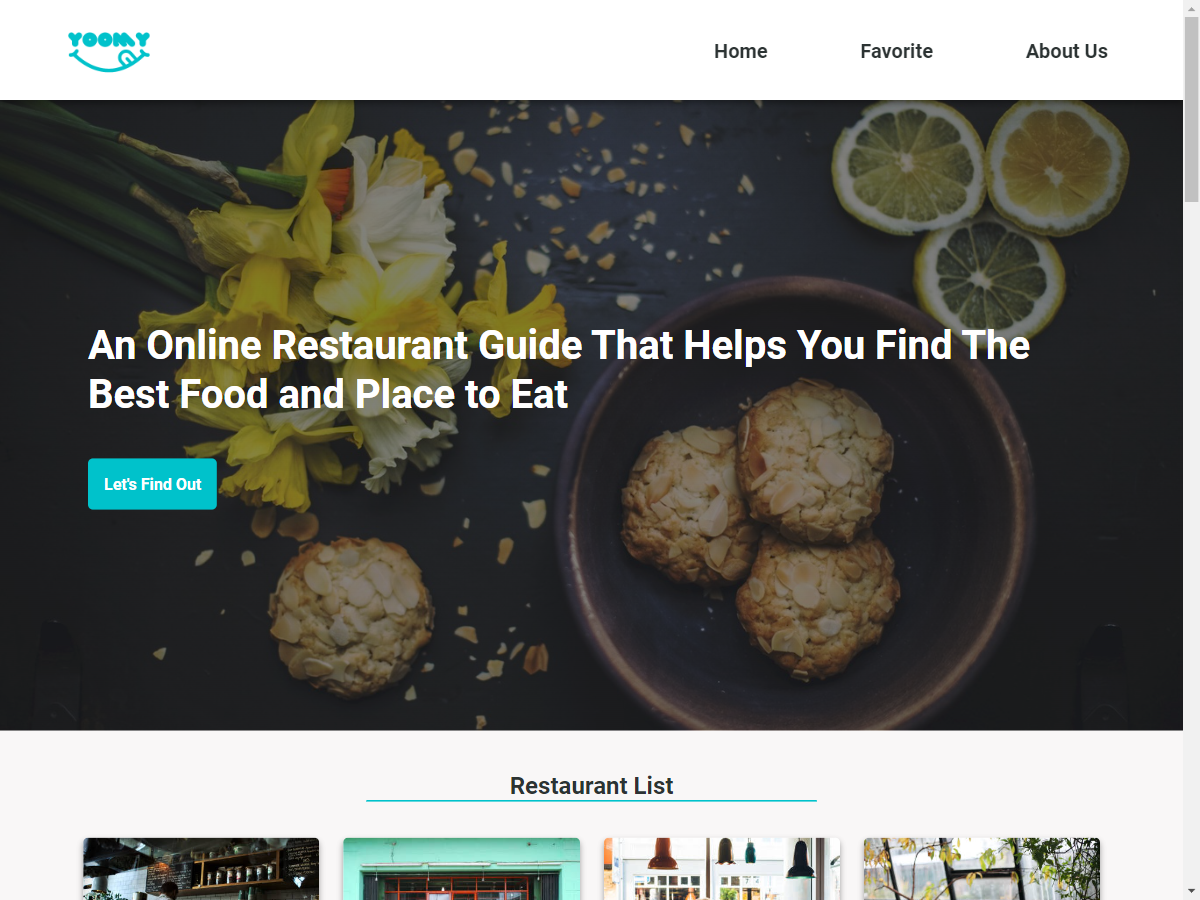 YOOMY
Home
Favorite
About Us
An Online Restaurant Guide That Helps You Find The
Best Food and Place to Eat
Let's Find Out
Restaurant List